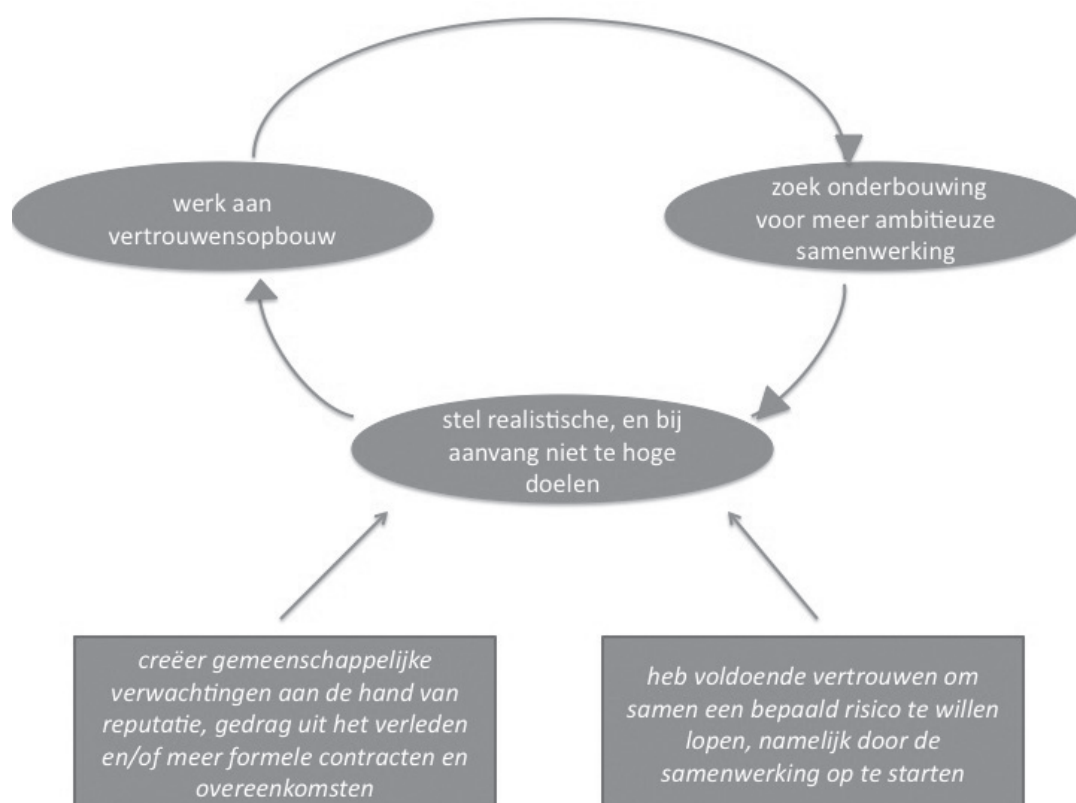 werk aan
vertrouwensopbouw
zoek onderbouwing
voor meer ambitieuze
samenwerking
stel realistische, en bij
aanvang niet te hoge
doelen
creëer gemeenschappelijke
verwachtingen aan de hand van
reputatie, gedrag uit het verleden
en/of meer formele contracten en
overeenkomsten
heb voldoende vertrouwen om
samen een bepaald risico te willen
lopen, namelijk door de
samenwerking op te starten